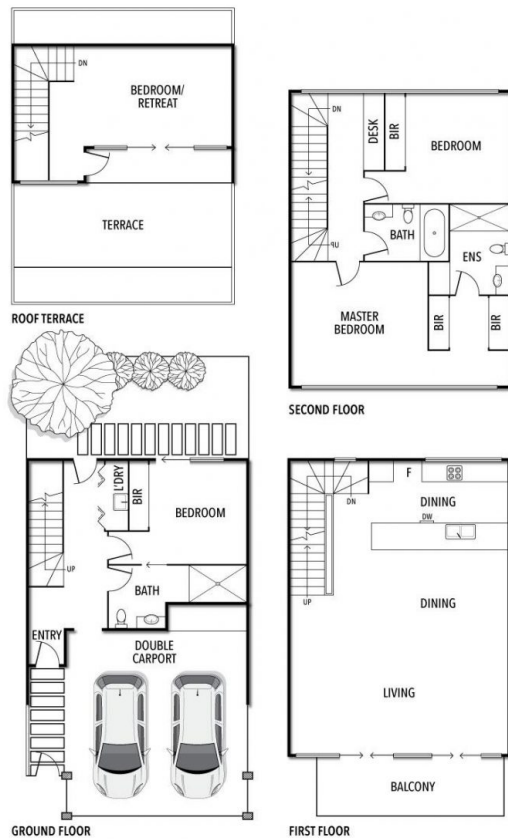 DN
BEDROOM/
RETREAT
TERRACE
ROOF TERRACE
DN
DESK
BIR
BEDROOM
BATH
UP
ENS
MASTER
BEDROOM
BIR
BIR
SECOND FLOOR
L'DRY
BIR
BEDROOM
UP
BATH
ENTRY
DOUBLE
CARPORT
GROUND FLOOR
F
DN
DINING
DW
DINING
UP
LIVING
BALCONY
FIRST FLOOR